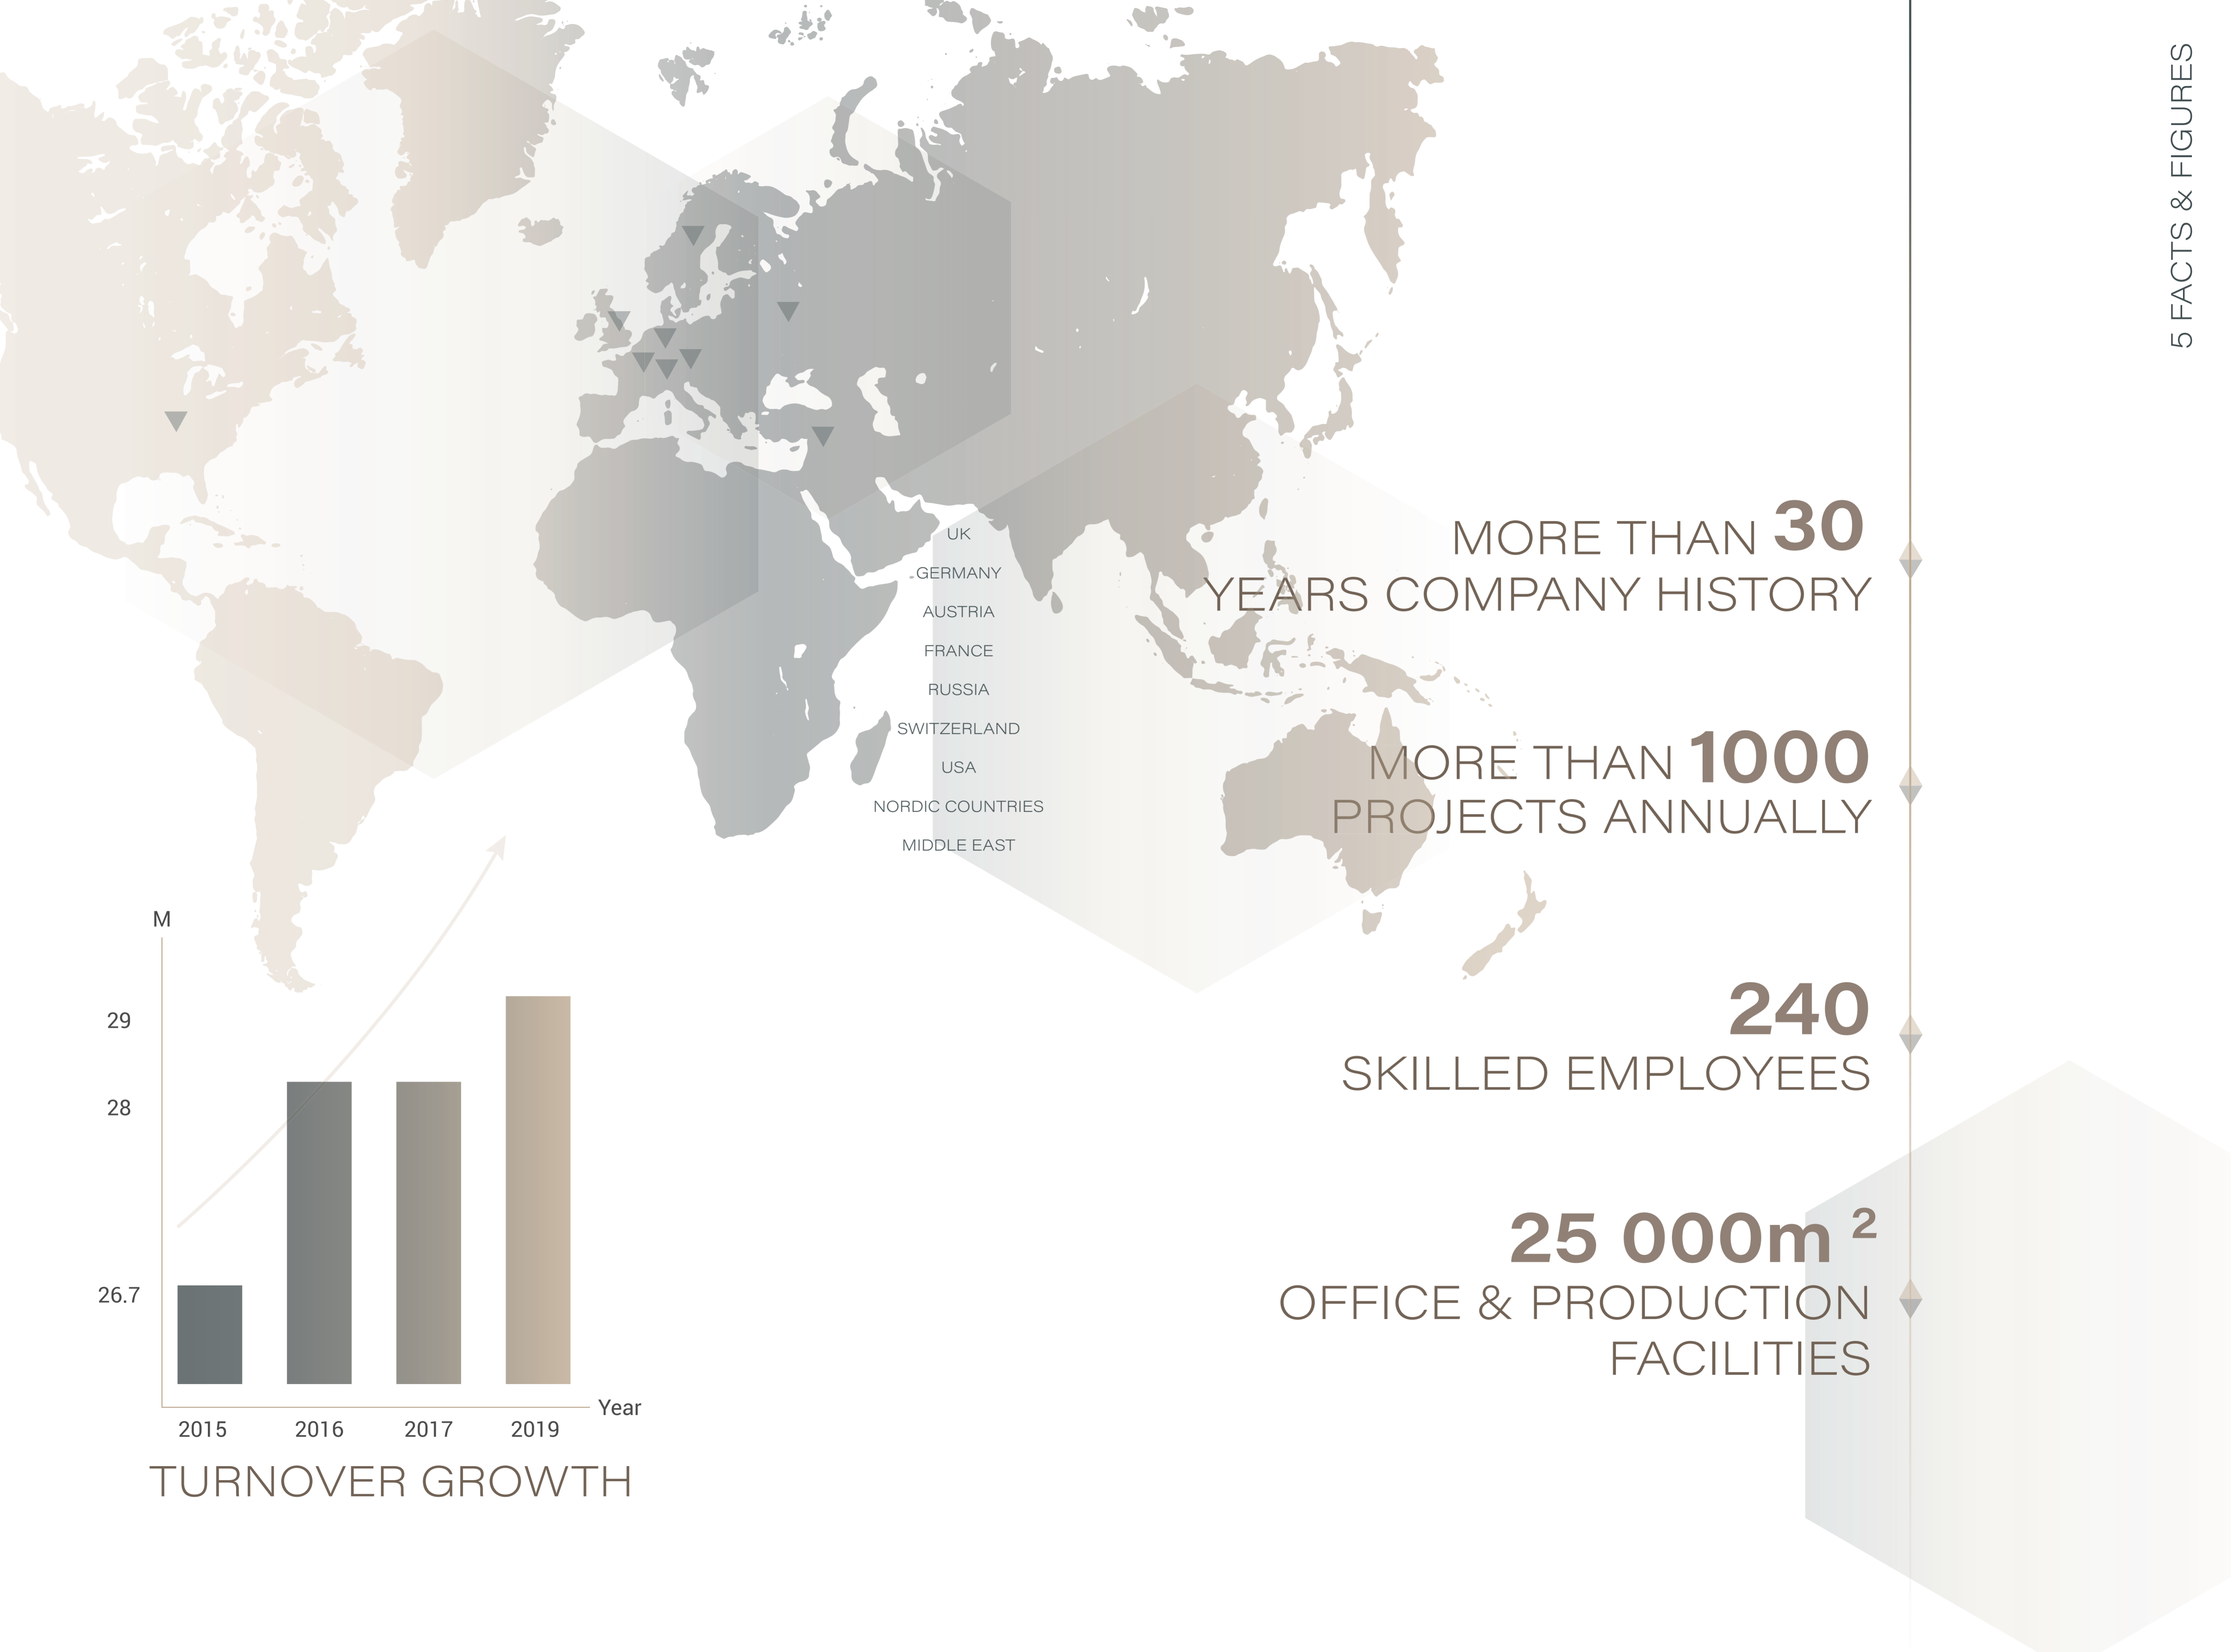 5 FACTS & FIGURES
UK
GERMANY
AUSTRIA
FRANCE
RUSSIA
SWITZERLAND
USA
NORDIC COUNTRIES
MIDDLE EAST
MORE THAN 30
YEARS COMPANY HISTORY
MORE THAN 1000
PROJECTS ANNUALLY
240
SKILLED EMPLOYEES
25 000m ²
OFFICE & PRODUCTION
FACILITIES
M
29
28
26.7
Year
2015 2016 2017 2019
TURNOVER GROWTH